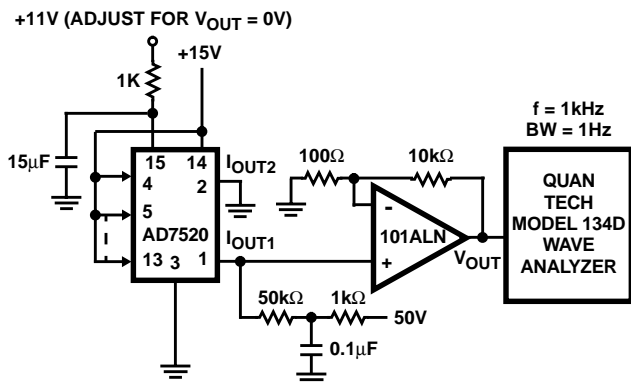 +11V (ADJUST FOR VOUT = 0V)
+15V
1K
15µF
15
14
IOUT2
4
2
5
AD7520
IOUT1
13
3
1
100Ω
10kΩ
-
101ALN
+
VOUT
50kΩ
1kΩ
50V
0.1µF
f = 1kHz
BW = 1Hz
QUAN
TECH
MODEL 134D
WAVE
ANALYZER